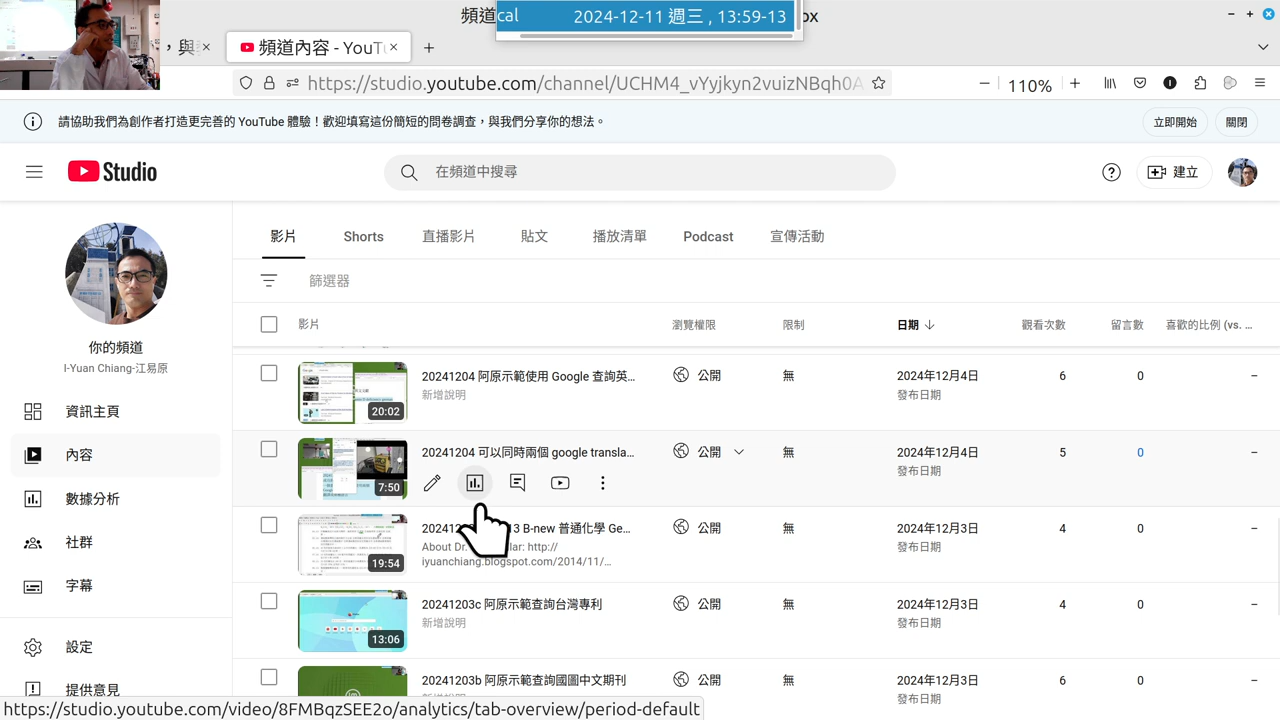 頻道
cal 2024-12-11 週三 , 13:59-13
ox
，與
頻道內容 - YouTu
https://studio.youtube.com/channel/UCHM4_vYyjkyn2vuizNBqh0A
110%
請協助我們為創作者打造更完善的 YouTube 體驗！歡迎填寫這份簡短的問卷調查，與我們分享你的想法。
立即開始
關閉
Studio
在頻道中搜尋
建立
影片
Shorts
直播影片
貼文
播放清單
Podcast
宣傳活動
篩選器
你的頻道
I-Yuan Chiang-江易原
資訊主頁
內容
數據分析
社群
字幕
設定
提供意見
影片 瀏覽權限 限制 日期 觀看次數 留言數 喜歡的比例 (vs. ...
20241204 阿原示範使用 Google 查詢英… 公開 無 2024年12月4日 6 0 –
新增說明 發布日期
20:02
20241204 可以同時兩個 google transla… 公開 無 2024年12月4日 5 0 –
發布日期
7:50
3 B-new 普通化學 Ge… 公開 無 2024年12月3日 4 0 –
About Dr. lar: http:// 發布日期
iyuanchiang.blogspot.com/2014/11/…
19:54
20241203c 阿原示範查詢台灣專利 公開 無 2024年12月3日 4 0 –
新增說明 發布日期
13:06
20241203b 阿原示範查詢國圖中文期刊 公開 無 2024年12月3日 6 0 –
發布日期
https://studio.youtube.com/video/8FMBqzSEE2o/analytics/tab-overview/period-default